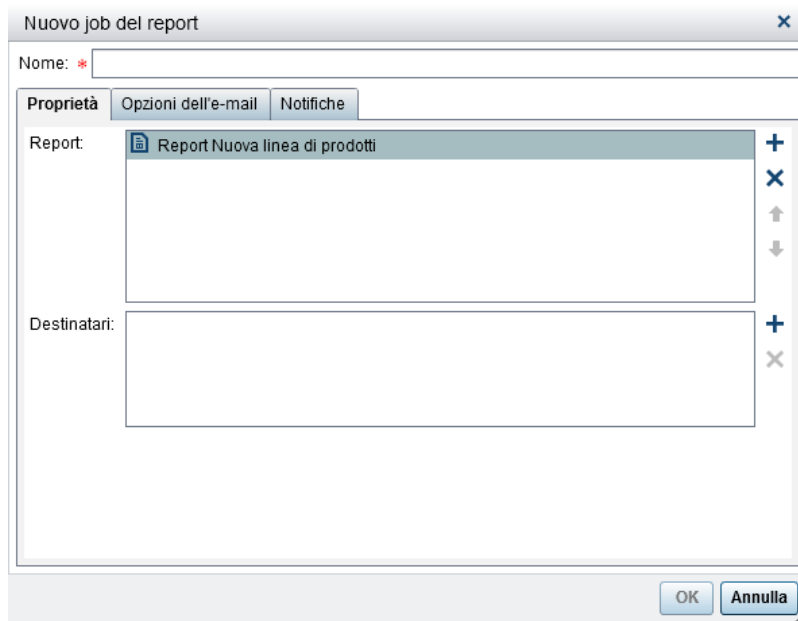 Nuovo job del report
Nome: *
Proprietà Opzioni dell'e-mail Notifiche
Report: Report Nuova linea di prodotti
Destinatari:
OK Annulla